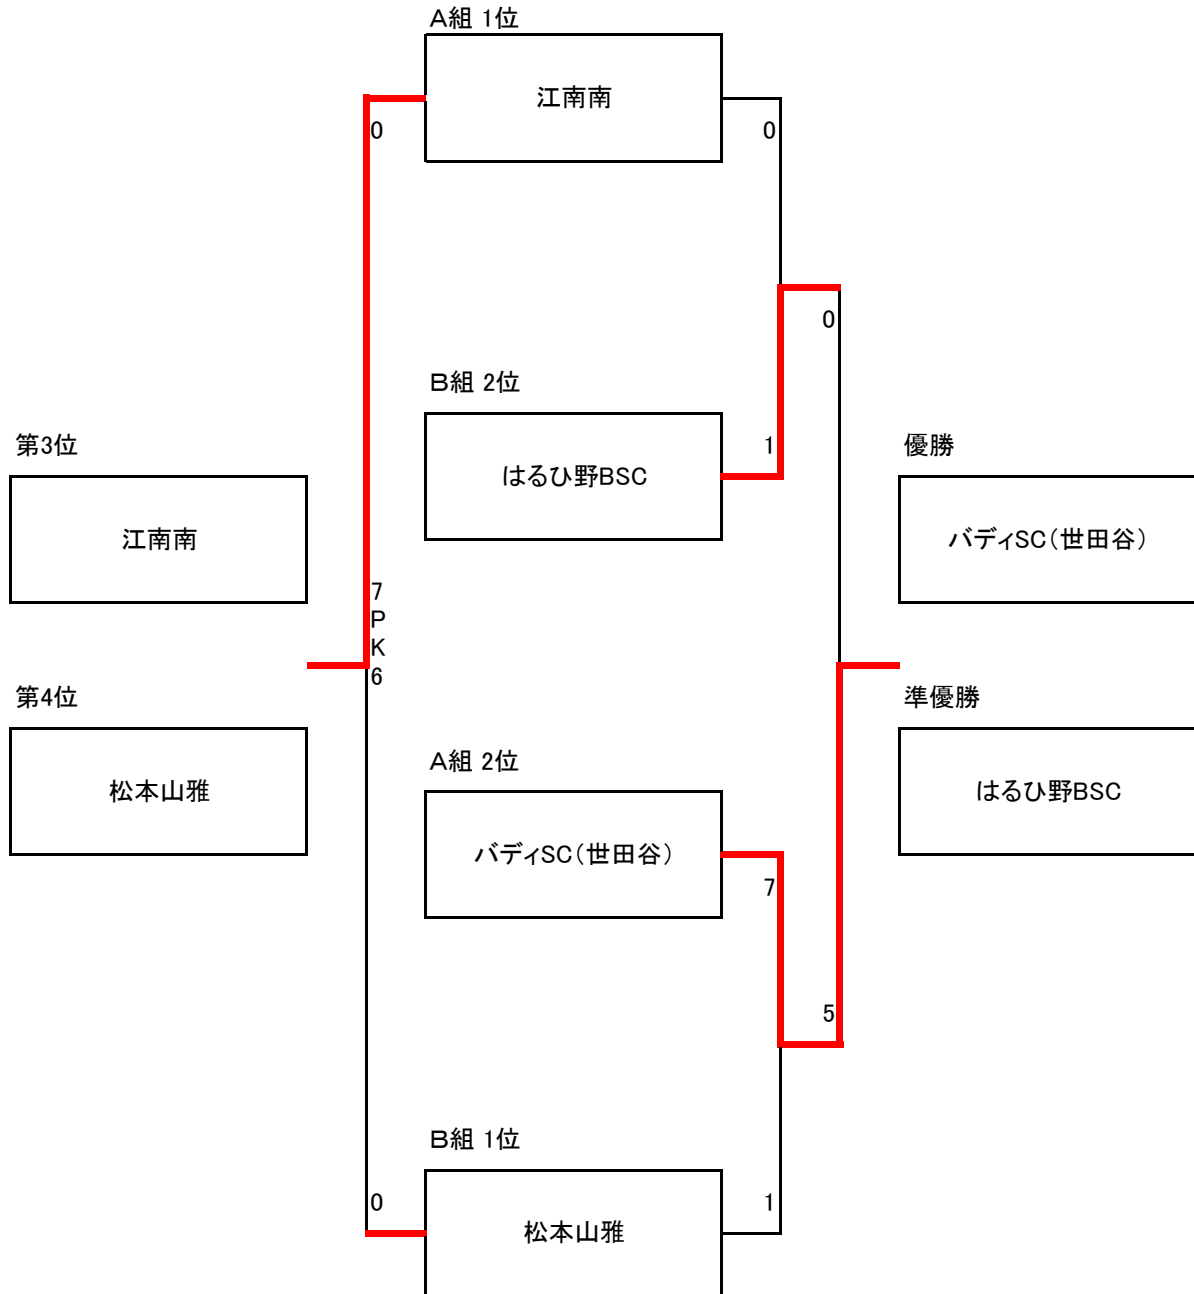 A組 1位
江南南
0
0
0
B組 2位
はるひ野BSC
1
第3位
江南南
優勝
バディSC(世田谷)
7
P
K
6
第4位
松本山雅
準優勝
はるひ野BSC
A組 2位
バディSC(世田谷)
7
5
B組 1位
松本山雅
0
1